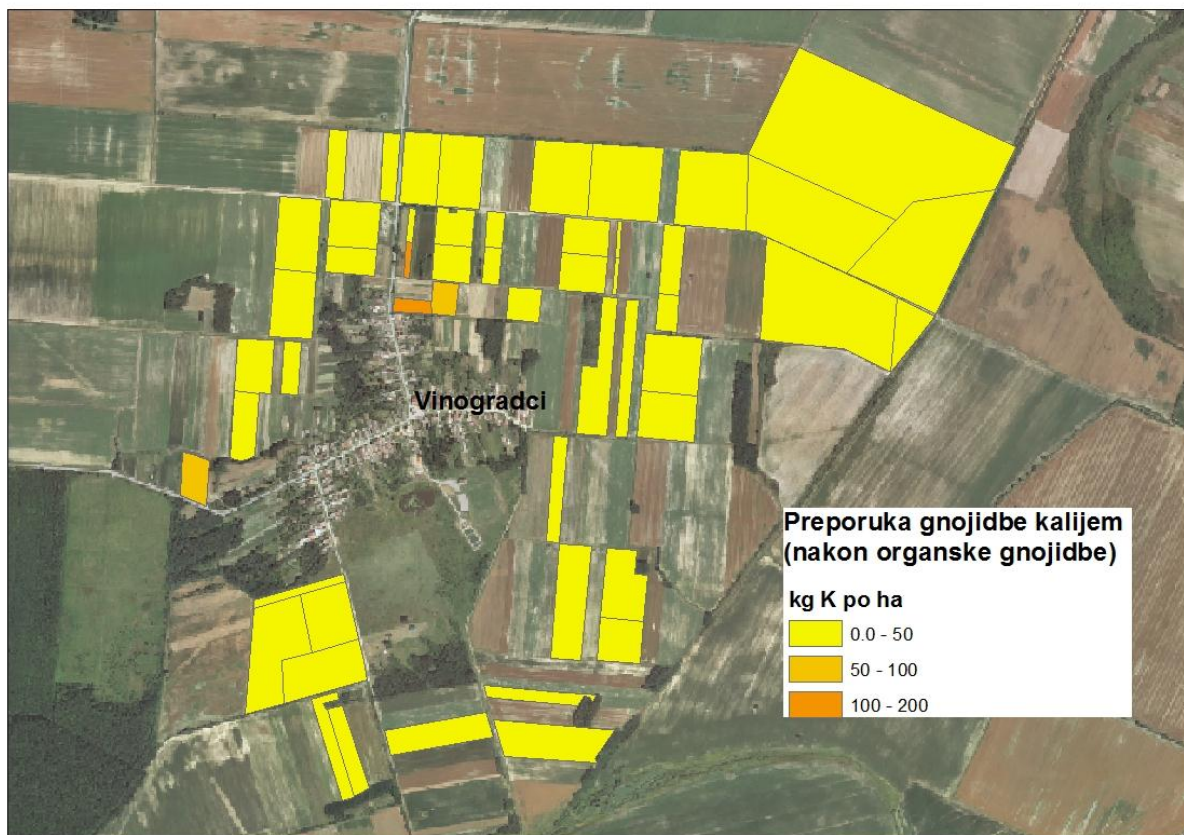 Vinogradci
Preporuka gnojidbe kalijem
(nakon organske gnojidbe)
kg K po ha
0.0 - 50
50 - 100
100 - 200